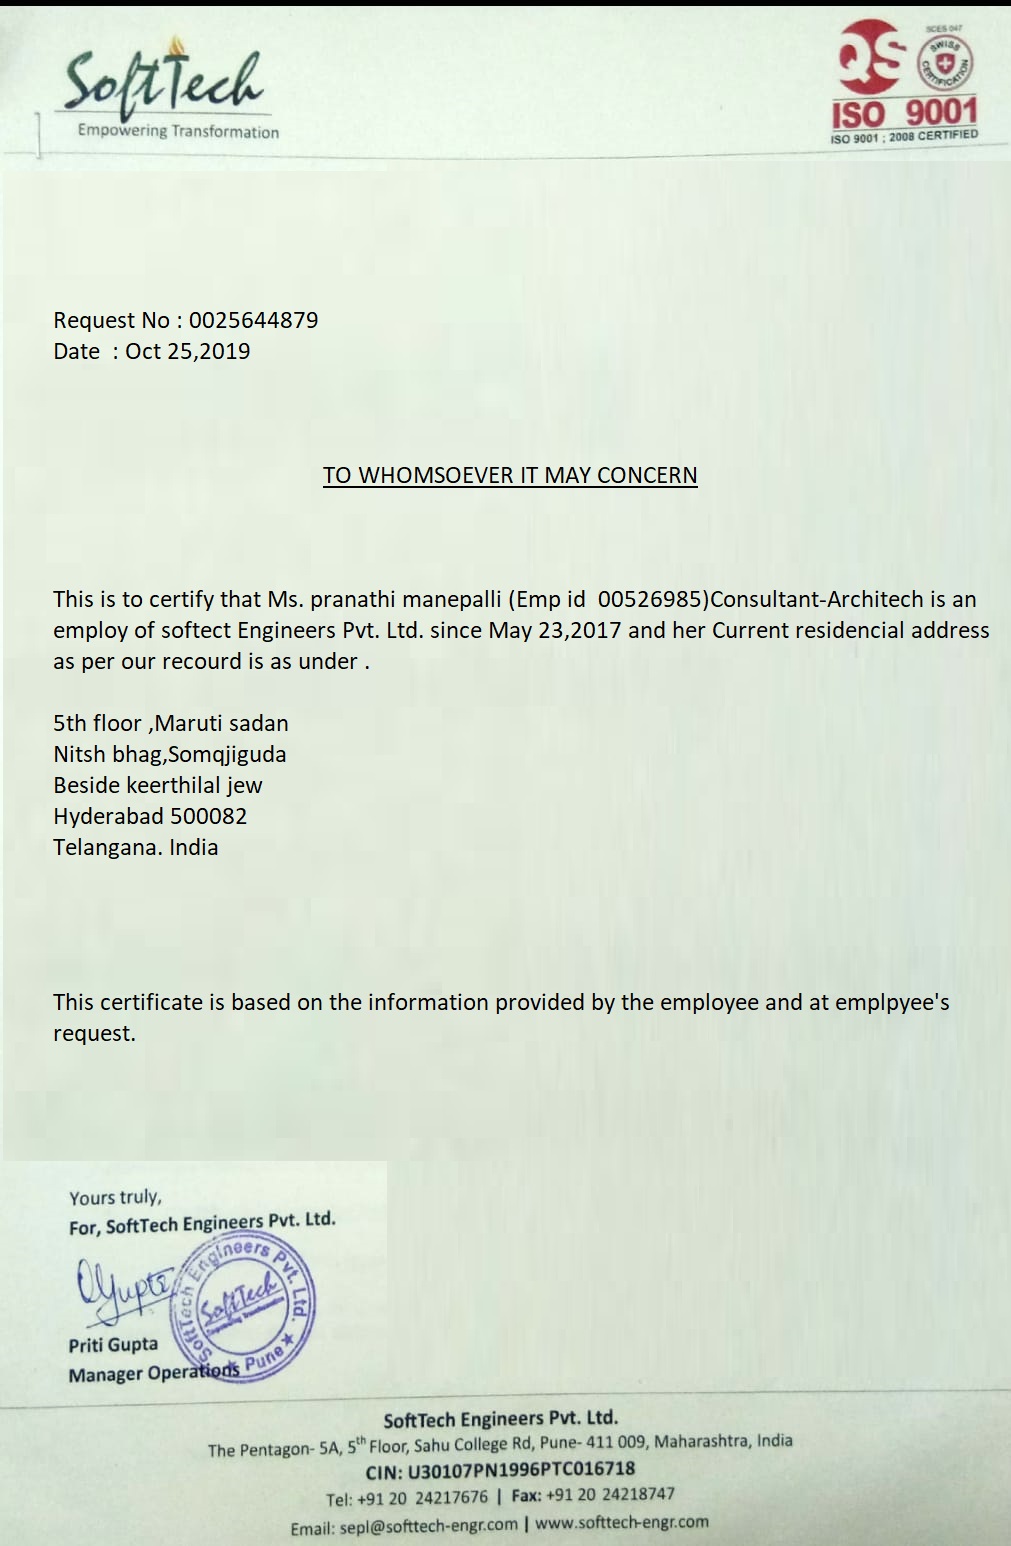 SoftTech
Empowering Transformation
SCES 047
QS
SWISS
CERTIFICATION
ISO 9001
ISO 9001 : 2008 CERTIFIED
Request No : 0025644879
Date : Oct 25,2019
TO WHOMSOEVER IT MAY CONCERN
This is to certify that Ms. pranathi manepalli (Emp id 00526985)Consultant-Architech is an
employ of softect Engineers Pvt. Ltd. since May 23,2017 and her Current residencial address
as per our recourd is as under .
5th floor ,Maruti sadan
Nitsh bhag,Somqjiguda
Beside keerthilal jew
Hyderabad 500082
Telangana. India
This certificate is based on the information provided by the employee and at emplpyee's
request.
Yours truly,
For, SoftTech Engineers Pvt. Ltd.
SoftTech Engineers Pvt. Ltd. ★ Pune ★
SoftTech
Empowering Transformation
Priti Gupta
Manager Operations
SoftTech Engineers Pvt. Ltd.
The Pentagon- 5A, 5th Floor, Sahu College Rd, Pune- 411 009, Maharashtra, India
CIN: U30107PN1996PTC016718
Tel: +91 20 24217676 | Fax: +91 20 24218747
Email: sepl@softtech-engr.com | www.softtech-engr.com